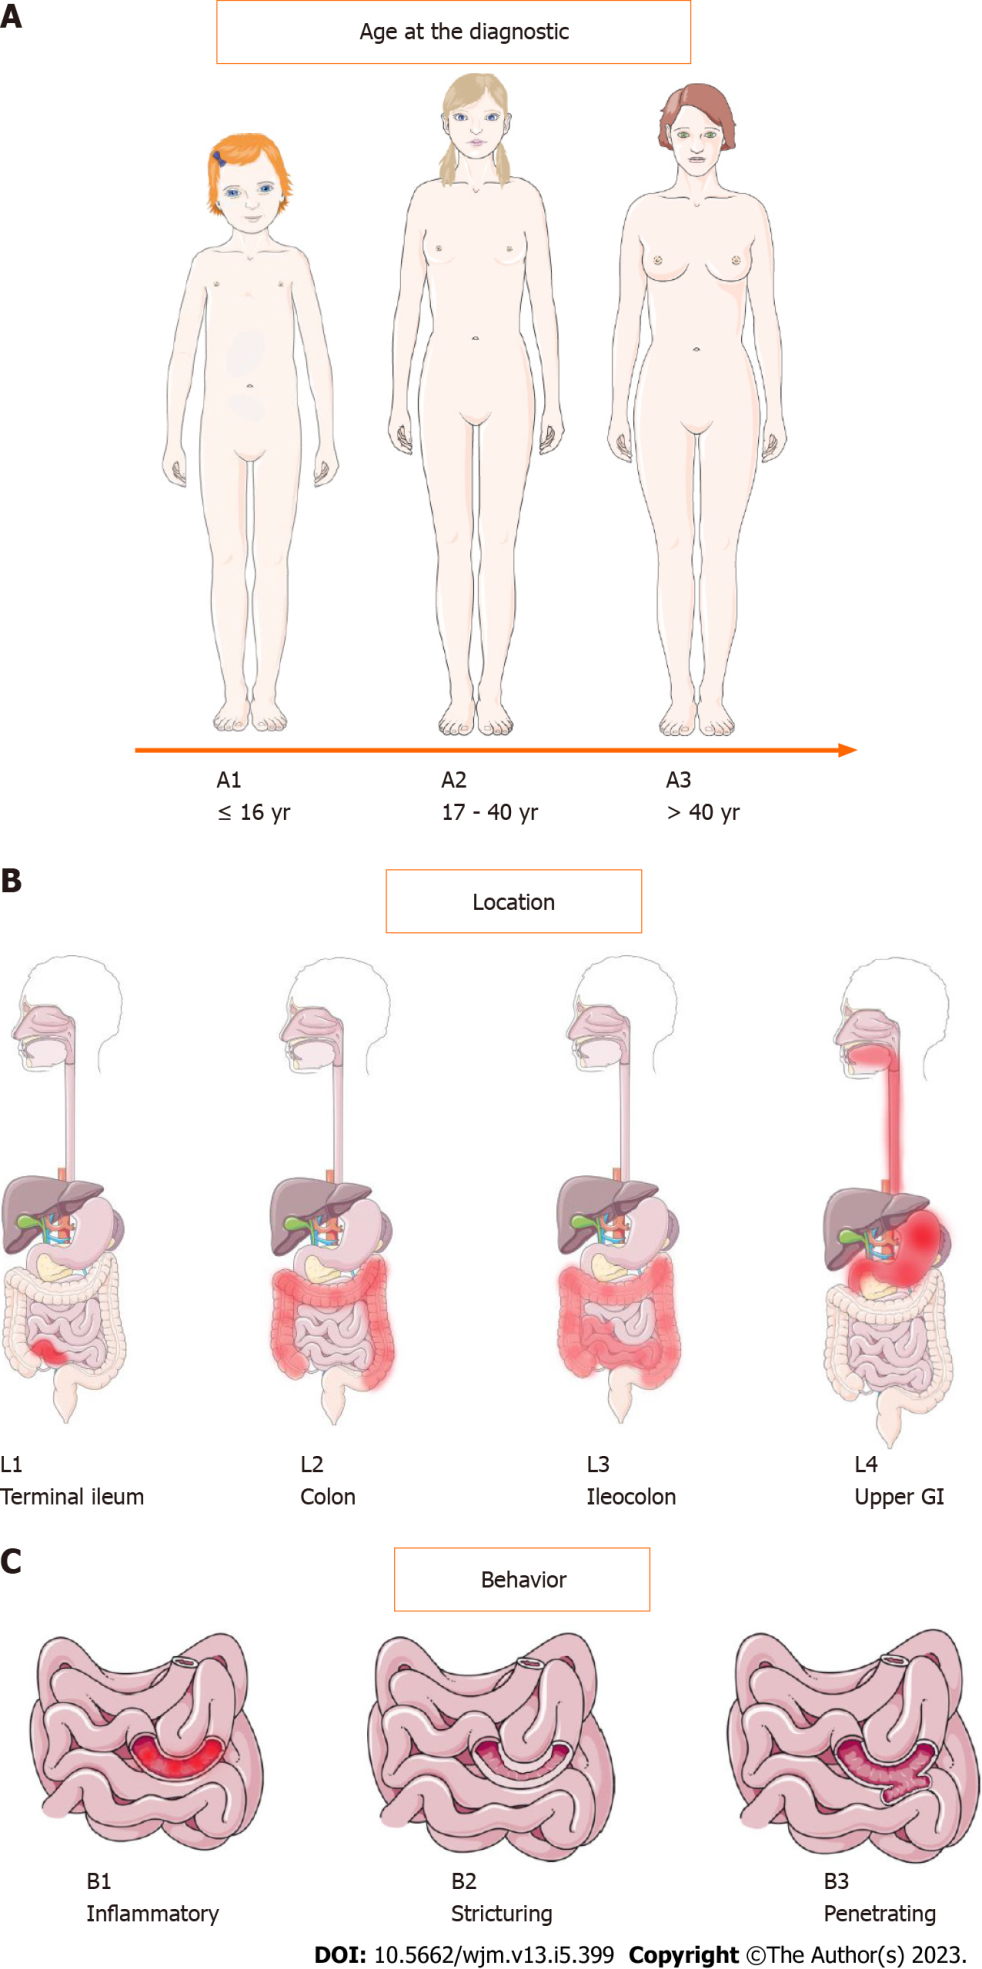 A
Age at the diagnostic
A1 A2 A3
≤ 16 yr 17 - 40 yr > 40 yr
B
Location
L1 L2 L3 L4
Terminal ileum Colon Ileocolon Upper GI
C
Behavior
B1 B2 B3
Inflammatory Stricturing Penetrating
DOI: 10.5662/wjm.v13.i5.399 Copyright ©The Author(s) 2023.